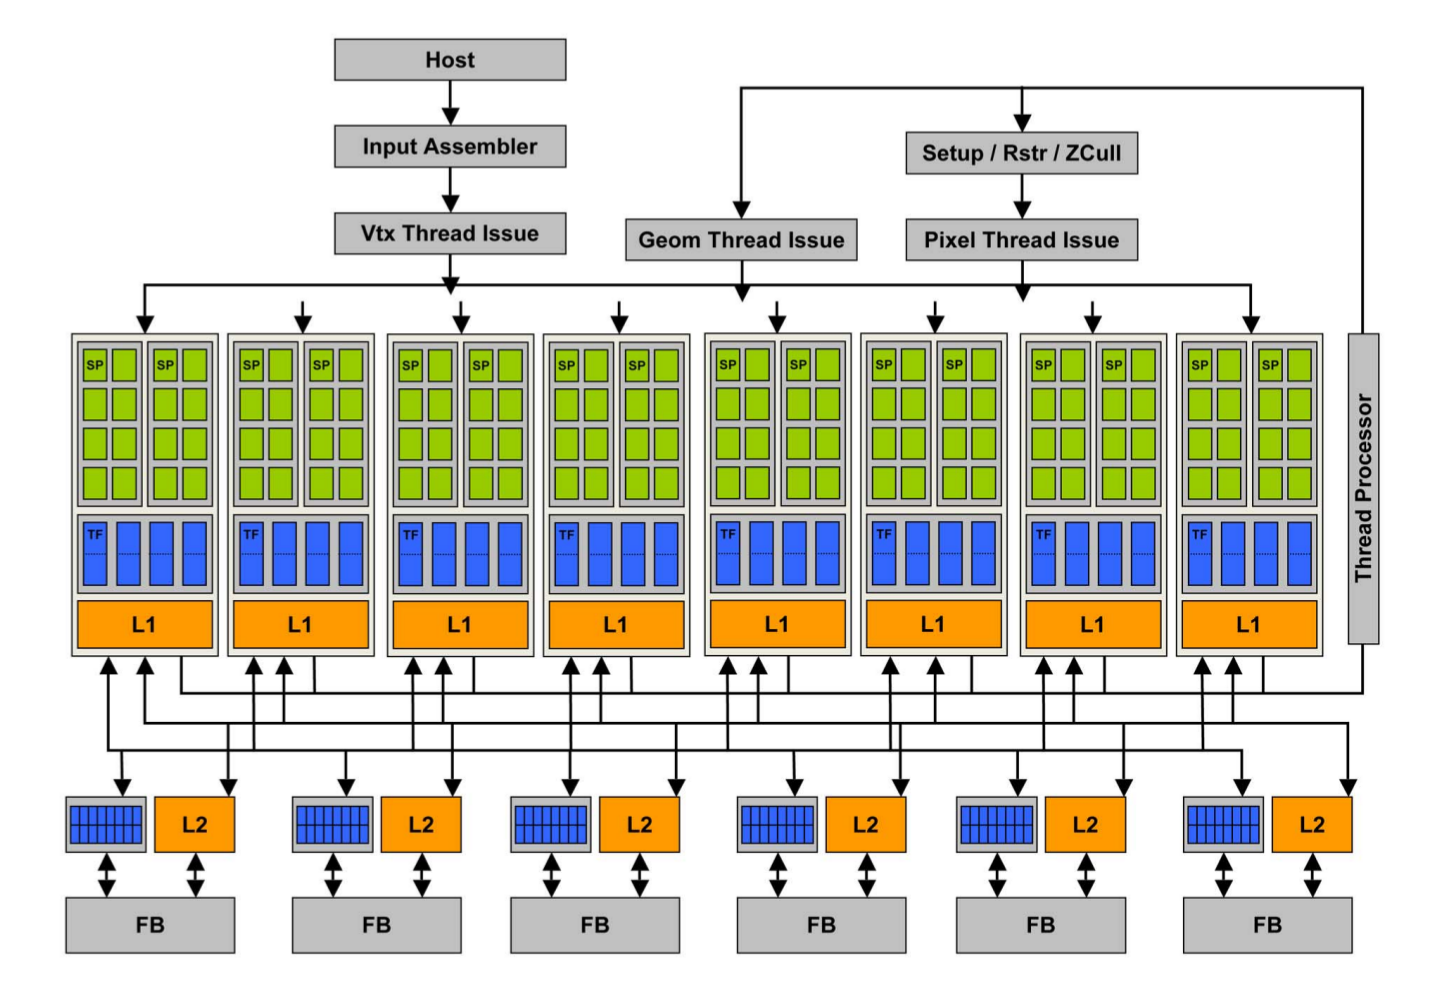 Host
Input Assembler
Setup / Rstr / ZCull
Vtx Thread Issue
Geom Thread Issue
Pixel Thread Issue
SP SP SP SP SP SP SP SP SP SP SP SP SP SP SP SP
Thread Processor
TF TF TF TF TF TF TF TF
L1 L1 L1 L1 L1 L1 L1 L1
L2 L2 L2 L2 L2 L2
FB FB FB FB FB FB